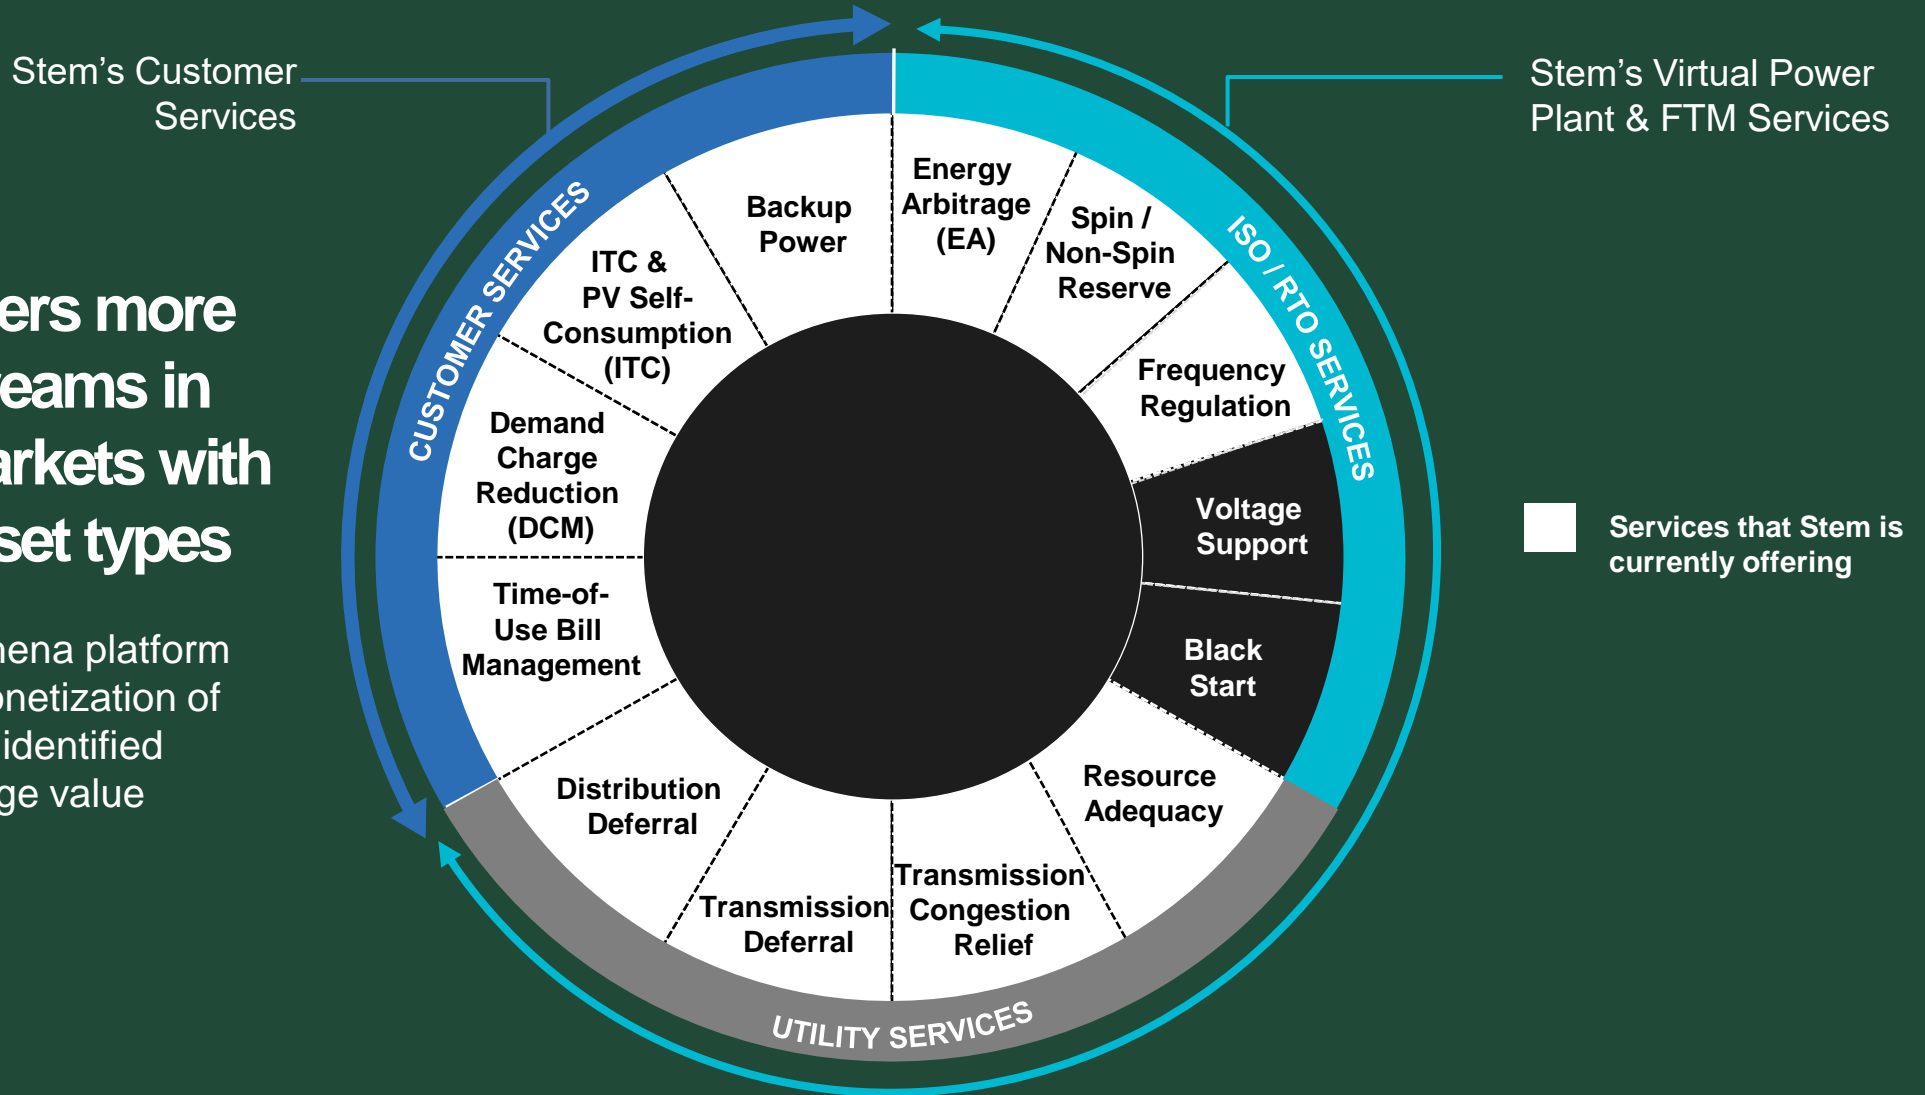 Stem's Customer
Services
Stem's Virtual Power
Plant & FTM Services
ers more
reams in
arkets with
set types
nena platform
onetization of
identified
ge value
CUSTOMER SERVICES
ISO / RTO SERVICES
UTILITY SERVICES
Backup
Power
Energy
Arbitrage
(EA)
Spin /
Non-Spin
Reserve
Frequency
Regulation
Voltage
Support
Black
Start
Resource
Adequacy
Transmission
Congestion
Relief
Transmission
Deferral
Distribution
Deferral
Time-of-
Use Bill
Management
Demand
Charge
Reduction
(DCM)
ITC &
PV Self-
Consumption
(ITC)
Services that Stem is
currently offering